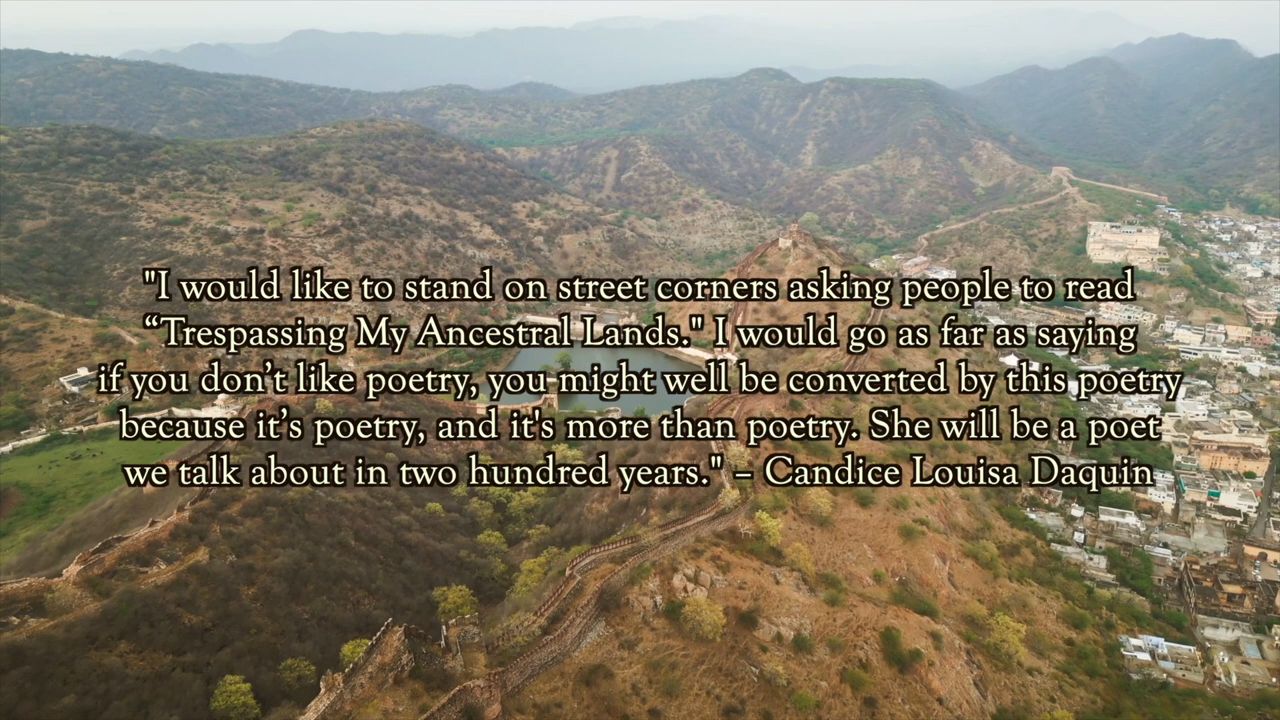 "I would like to stand on street corners asking people to read
“Trespassing My Ancestral Lands." I would go as far as saying
if you don’t like poetry, you might well be converted by this poetry
because it’s poetry, and it's more than poetry. She will be a poet
we talk about in two hundred years." – Candice Louisa Daquin